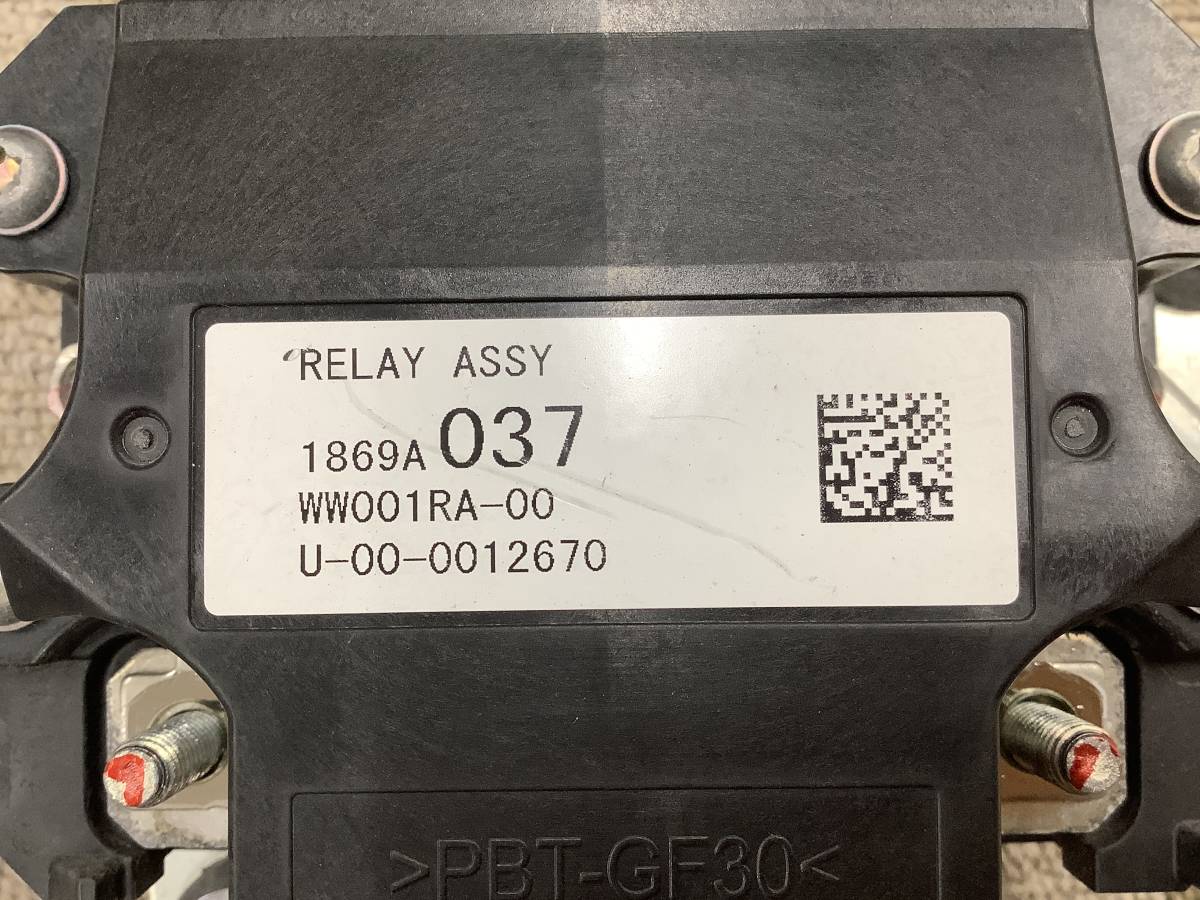 RELAY ASSY
1869A 037
WW001RA-00
U-00-0012670
>PBT-GF30<